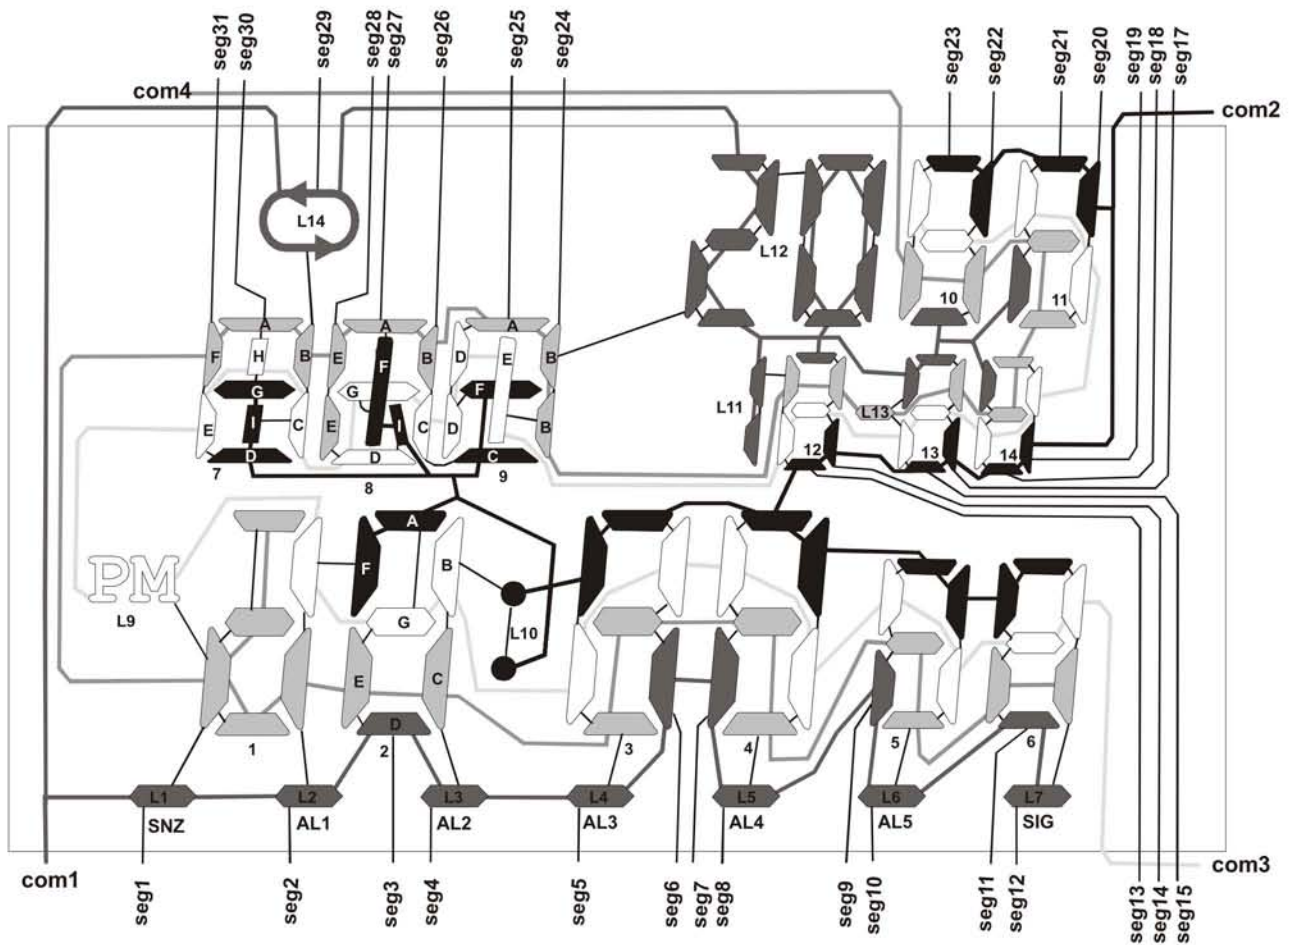 seg31
seg30
seg29
seg28
seg27
seg26
seg25
seg24
seg23
seg22
seg21
seg20
seg19
seg18
seg17
com4
com2
L14
L12
10
11
A
F
H
B
G
E
I
C
D
7
A
E
F
B
G
E
I
C
D
8
A
D
E
B
F
D
B
C
9
L11
L13
12
13
14
PM
L9
A
F
B
G
E
C
D
L10
1
2
3
4
5
6
L1
L2
L3
L4
L5
L6
L7
SNZ
AL1
AL2
AL3
AL4
AL5
SIG
com1
com3
seg1
seg2
seg3
seg4
seg5
seg6
seg7
seg8
seg9
seg10
seg11
seg12
seg13
seg14
seg15